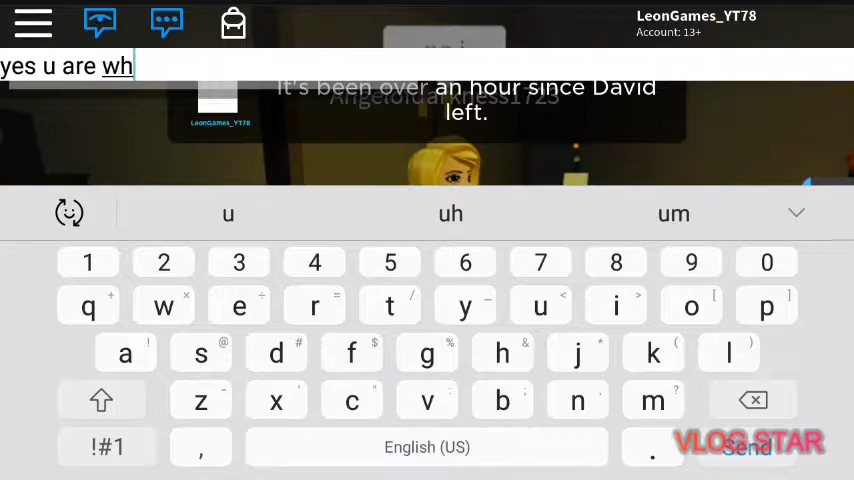 LeonGames_YT78
Account: 13+
yes u are wh
It's been over an hour since David
left.
Angelofdarkness1725
LeonGames_YT78
u uh um
1 2 3 4 5 6 7 8 9 0
q + w × e ÷ r = t / y _ u < i > o [ p ]
a ! s @ d # f $ g % h & j * k ( l )
z - x ' c " v : b ; n , m ?
!#1 , English (US) . Send
VLOG STAR